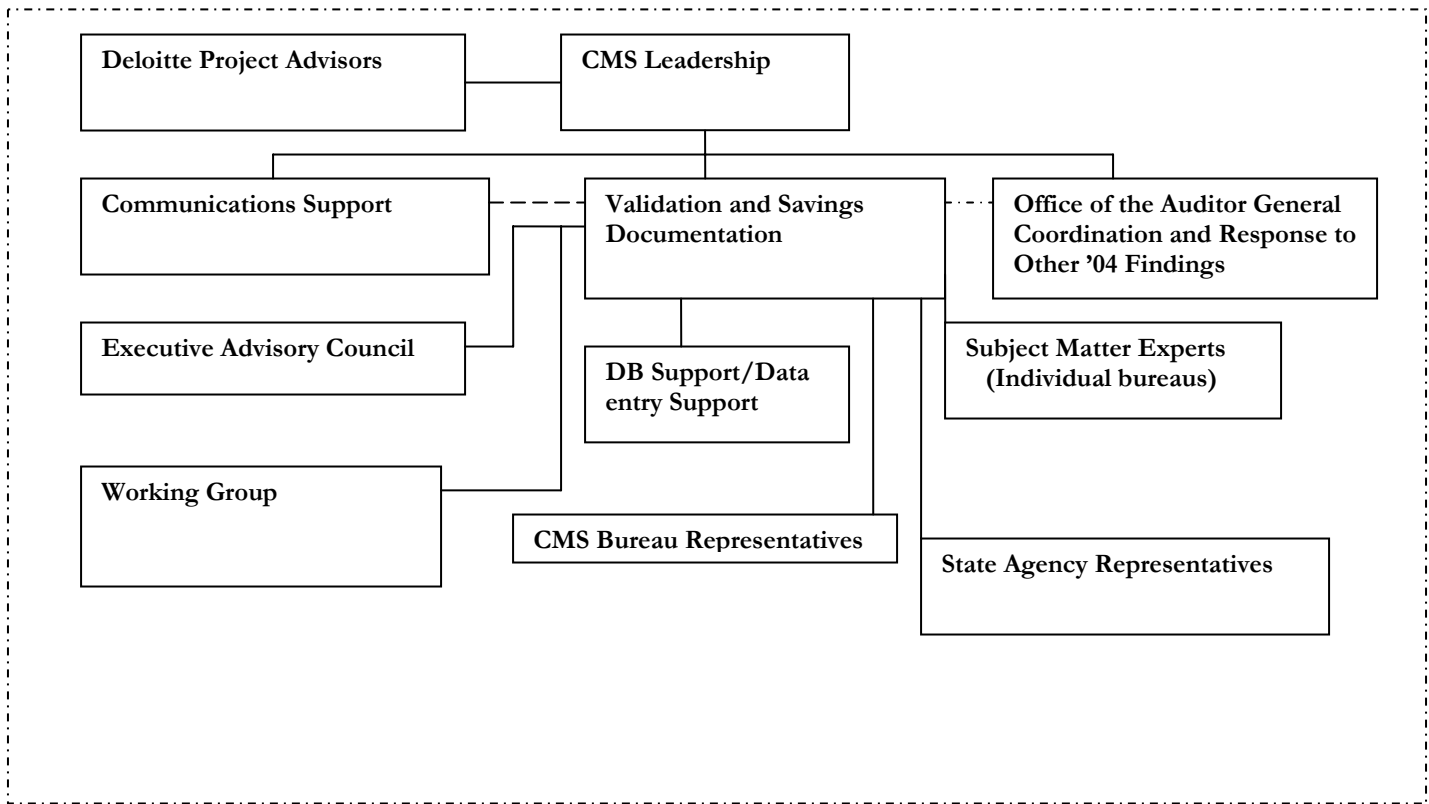 Deloitte Project Advisors
CMS Leadership
Communications Support
Validation and Savings
Documentation
Office of the Auditor General
Coordination and Response to
Other ’04 Findings
Executive Advisory Council
DB Support/Data
entry Support
Subject Matter Experts
(Individual bureaus)
Working Group
CMS Bureau Representatives
State Agency Representatives